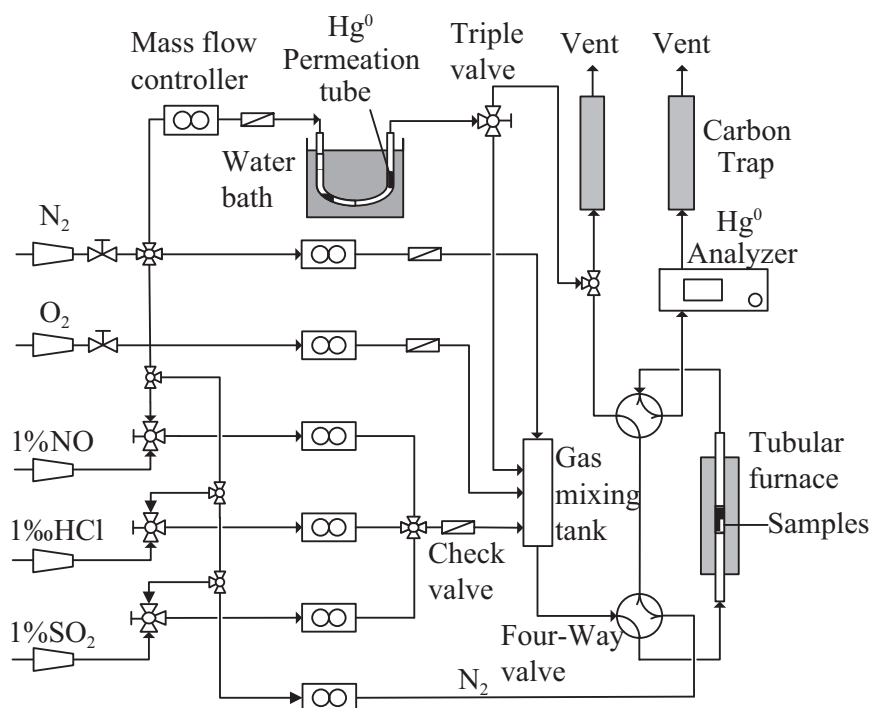 Mass flow
controller
Hg⁰
Permeation
tube
Triple
valve
Vent
Vent
Carbon
Trap
Water
bath
N₂
Hg⁰
Analyzer
O₂
1%NO
Gas
mixing
tank
Tubular
furnace
1‰HCl
Samples
Check
valve
1%SO₂
Four-Way
valve
N₂